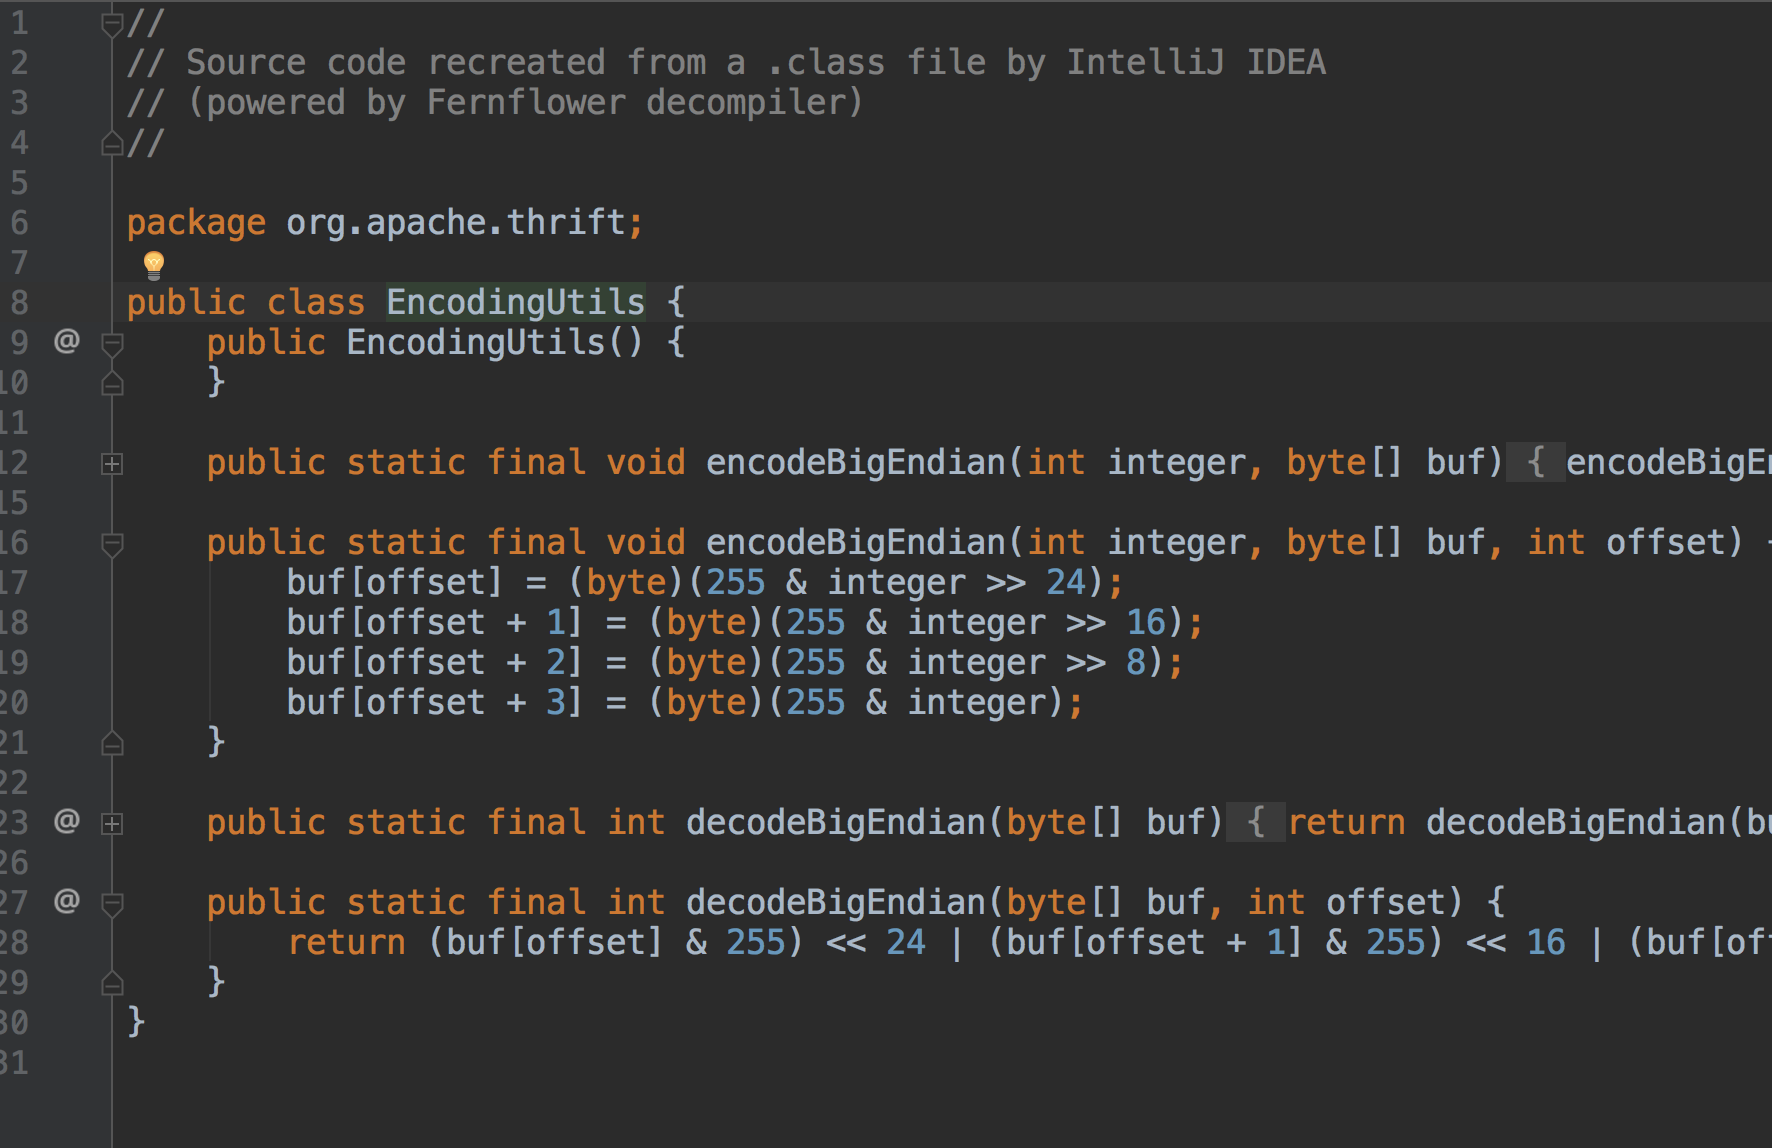 1 //
2 // Source code recreated from a .class file by IntelliJ IDEA
3 // (powered by Fernflower decompiler)
4 //
5
6 package org.apache.thrift;
7
8 public class EncodingUtils {
9 @ public EncodingUtils() {
10 }
11
12 public static final void encodeBigEndian(int integer, byte[] buf) { encodeBigE
15
16 public static final void encodeBigEndian(int integer, byte[] buf, int offset)
17 buf[offset] = (byte)(255 & integer >> 24);
18 buf[offset + 1] = (byte)(255 & integer >> 16);
19 buf[offset + 2] = (byte)(255 & integer >> 8);
20 buf[offset + 3] = (byte)(255 & integer);
21 }
22
23 @ public static final int decodeBigEndian(byte[] buf) { return decodeBigEndian(b
26
27 @ public static final int decodeBigEndian(byte[] buf, int offset) {
28 return (buf[offset] & 255) << 24 | (buf[offset + 1] & 255) << 16 | (buf[of
29 }
30 }
31